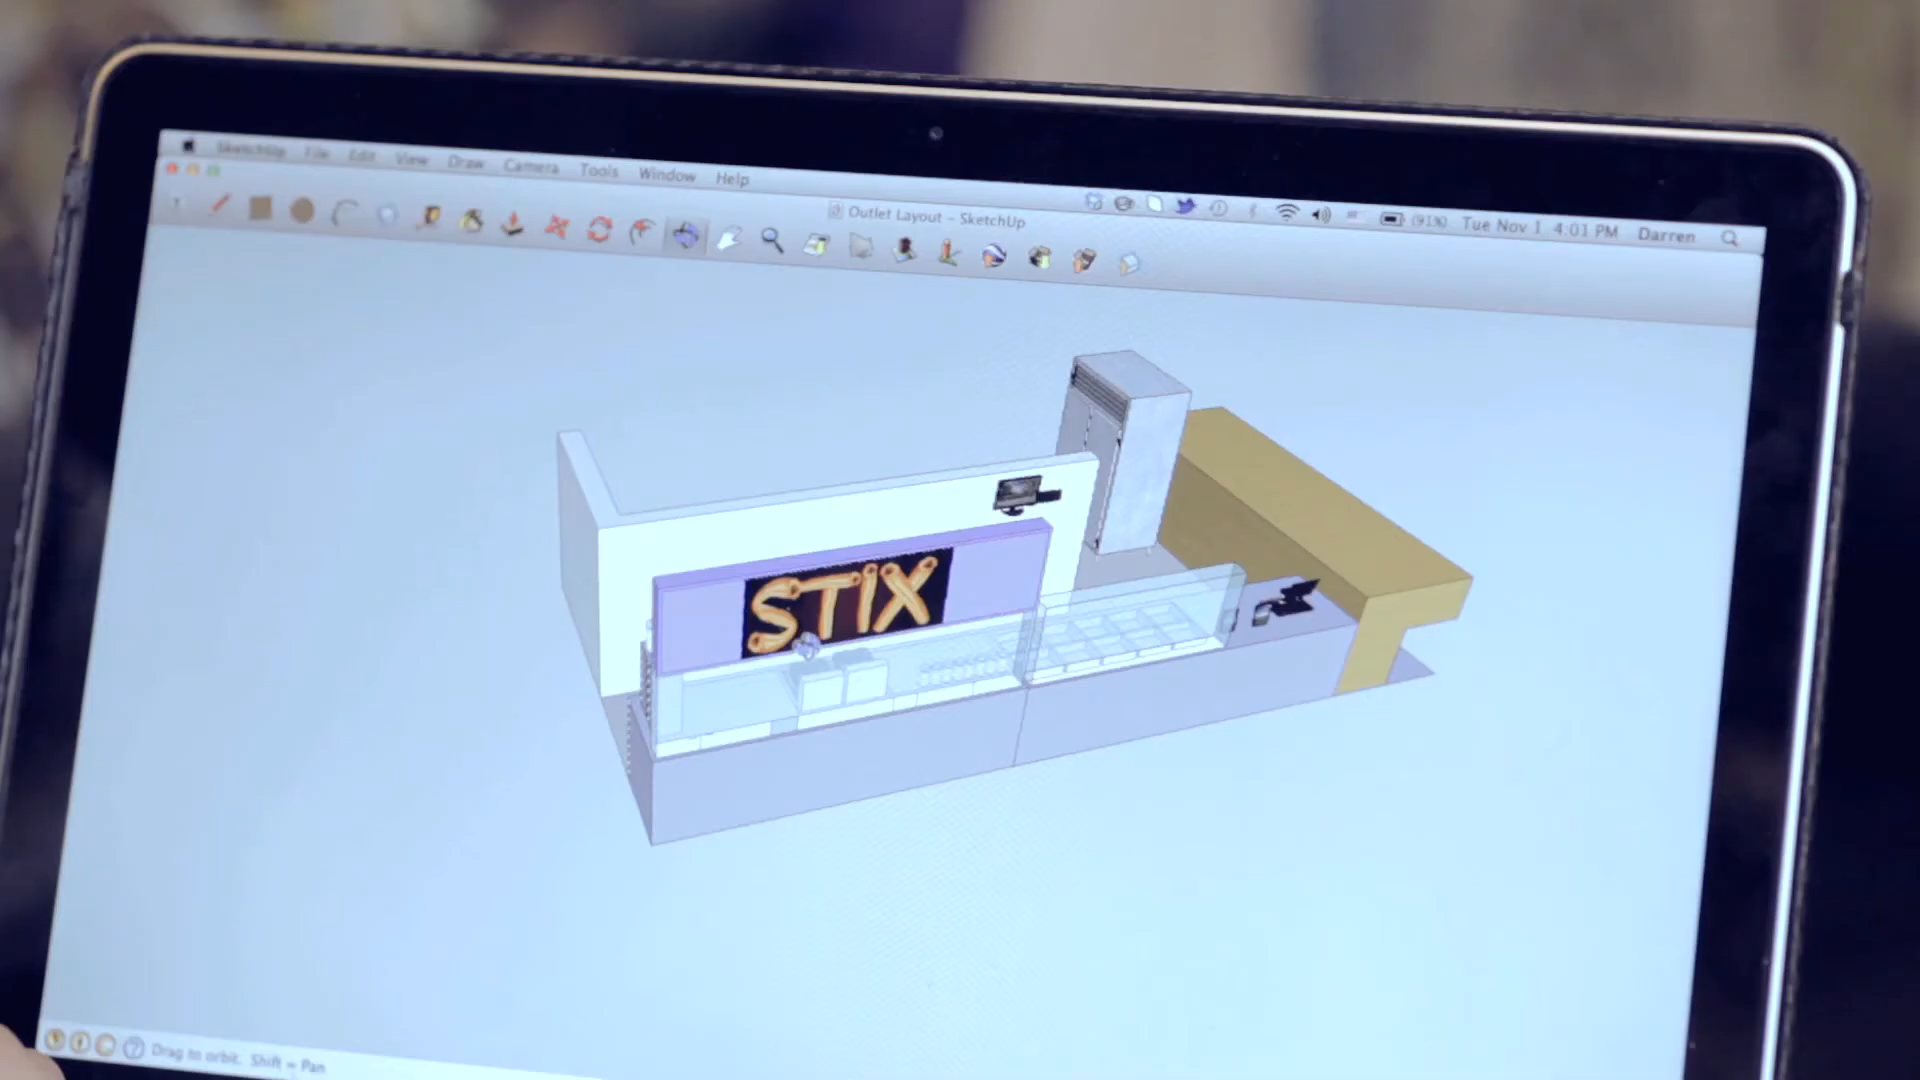 SketchUp File Edit View Draw Camera Tools Window Help
(91%) Tue Nov 1 4:01 PM Darren
Outlet Layout – SketchUp
STIX
Drag to orbit. Shift = Pan